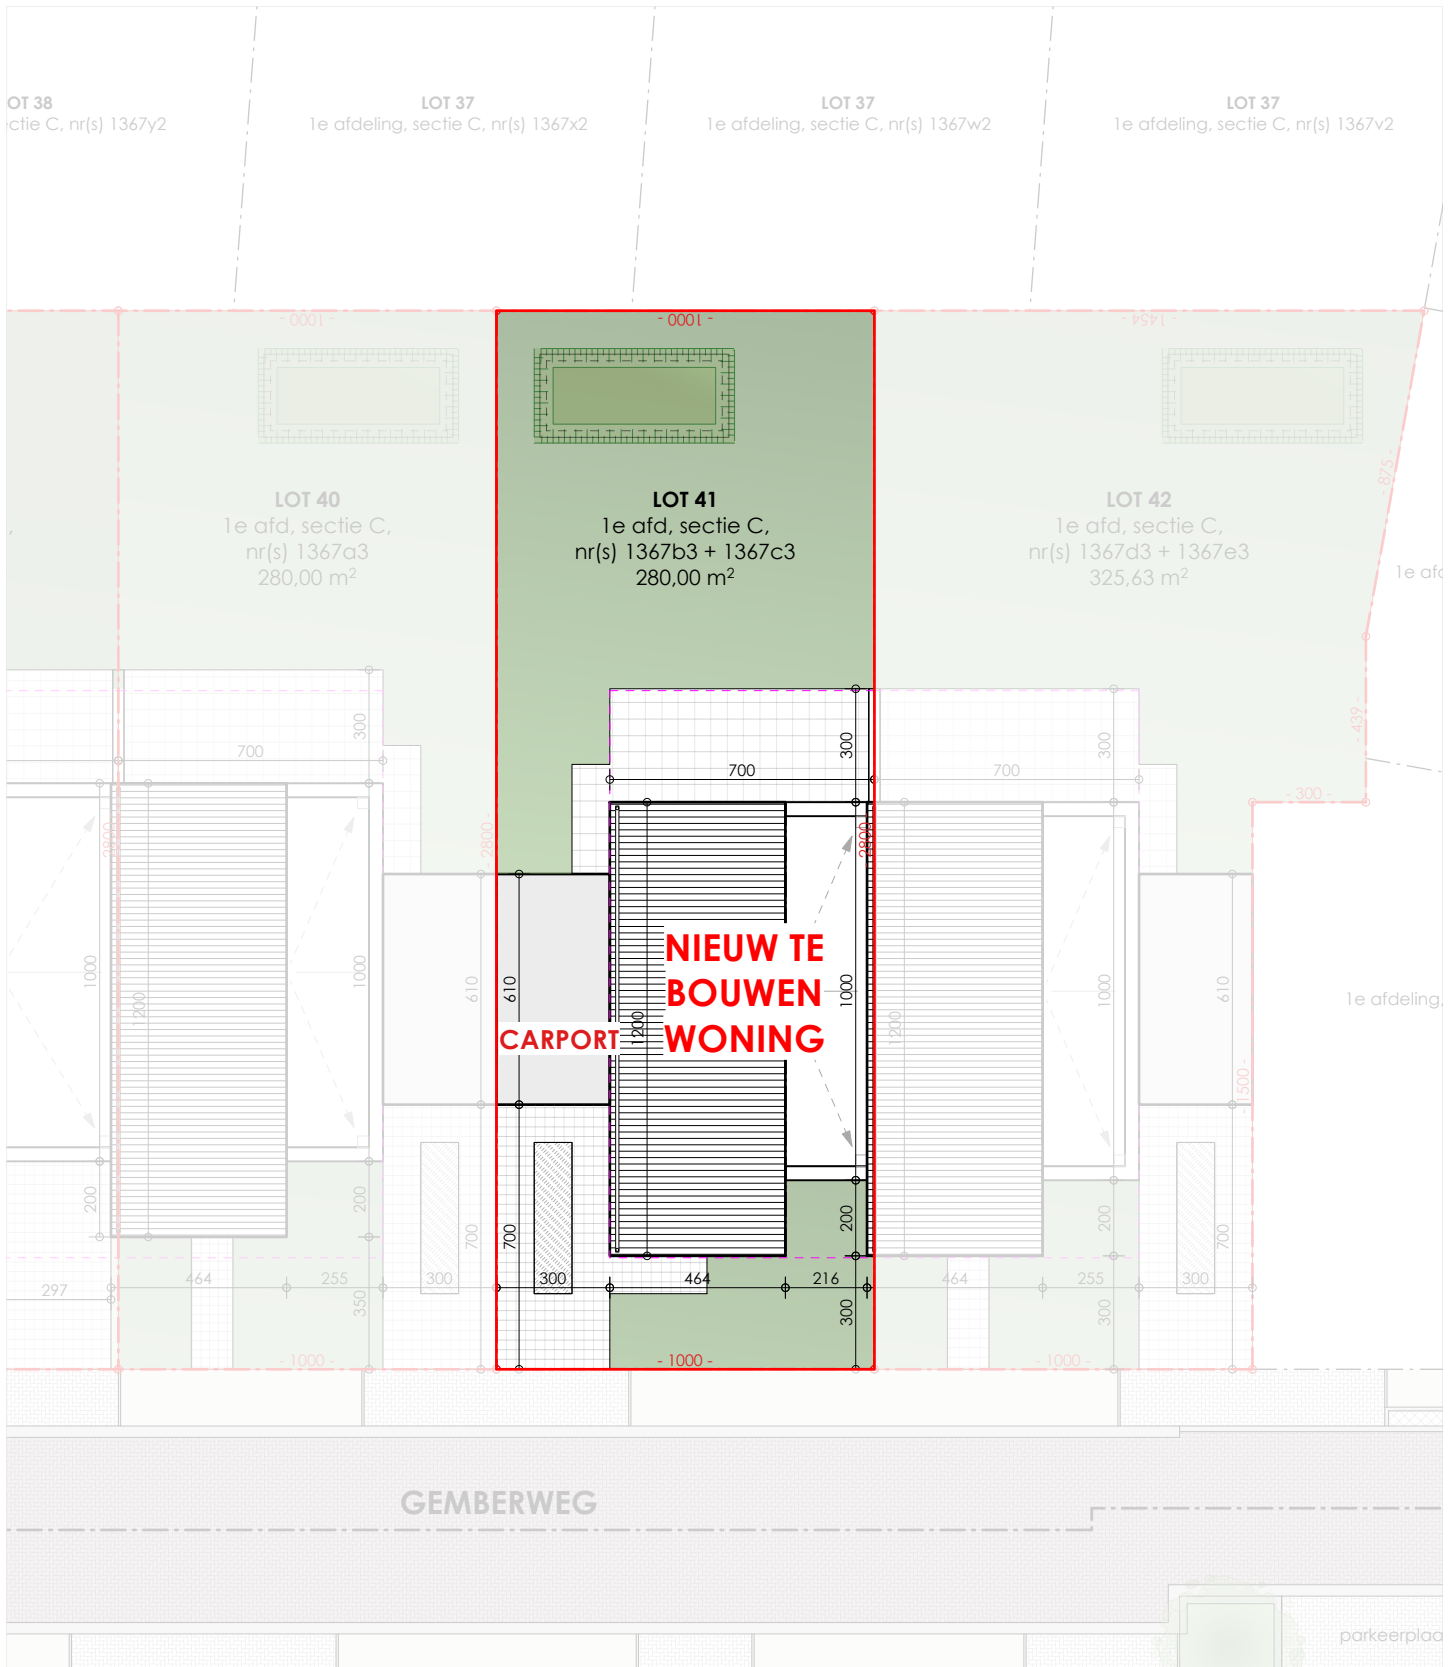 OT 38
ectie C, nr(s) 1367y2
LOT 37
1e afdeling, sectie C, nr(s) 1367x2
LOT 37
1e afdeling, sectie C, nr(s) 1367w2
LOT 37
1e afdeling, sectie C, nr(s) 1367v2
- 1000 -
- 1000 -
- 1454 -
LOT 40
1e afd, sectie C,
nr(s) 1367a3
280,00 m²
LOT 41
1e afd, sectie C,
nr(s) 1367b3 + 1367c3
280,00 m²
LOT 42
1e afd, sectie C,
nr(s) 1367d3 + 1367e3
325,63 m²
- 875 -
1e afd
- 439 -
300
700
300
700
300
700
- 300 -
- 2800 -
- 2800 -
- 2800 -
1000
1200
1000
610
610
CARPORT
1200
NIEUW TE
BOUWEN
WONING
1000
1200
1000
610
1e afdeling,
- 1500 -
200
200
700
700
200
200
700
297
464
255
300
300
464
216
464
255
300
350
300
300
- 1000 -
- 1000 -
- 1000 -
GEMBERWEG
parkeerplaa